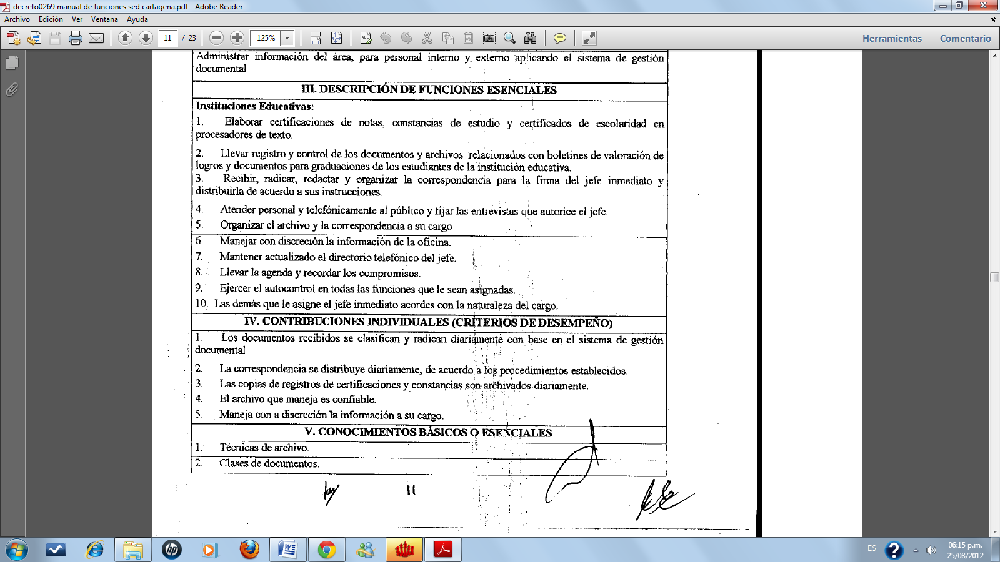 decreto0269 manual de funciones sed cartagena.pdf - Adobe Reader
Archivo Edición Ver Ventana Ayuda
11 / 23 125% Herramientas Comentario
Administrar información del área, para personal interno y externo aplicando el sistema de gestión
documental
III. DESCRIPCIÓN DE FUNCIONES ESENCIALES
Instituciones Educativas:
1. Elaborar certificaciones de notas, constancias de estudio y certificados de escolaridad en
procesadores de texto.
2. Llevar registro y control de los documentos y archivos relacionados con boletines de valoración de
logros y documentos para graduaciones de los estudiantes de la institución educativa.
3. Recibir, radicar, redactar y organizar la correspondencia para la firma del jefe inmediato y
distribuirla de acuerdo a sus instrucciones.
4. Atender personal y telefónicamente al público y fijar las entrevistas que autorice el jefe.
5. Organizar el archivo y la correspondencia a su cargo
6. Manejar con discreción la información de la oficina.
7. Mantener actualizado el directorio telefónico del jefe.
8. Llevar la agenda y recordar los compromisos.
9. Ejercer el autocontrol en todas las funciones que le sean asignadas.
10. Las demás que le asigne el jefe inmediato acordes con la naturaleza del cargo.
IV. CONTRIBUCIONES INDIVIDUALES (CRITERIOS DE DESEMPEÑO)
1. Los documentos recibidos se clasifican y radican diariamente con base en el sistema de gestión
documental.
2. La correspondencia se distribuye diariamente, de acuerdo a los procedimientos establecidos.
3. Las copias de registros de certificaciones y constancias son archivados diariamente.
4. El archivo que maneja es confiable.
5. Maneja con a discreción la información a su cargo.
V. CONOCIMIENTOS BÁSICOS O ESENCIALES
1. Técnicas de archivo.
2. Clases de documentos.
11
ES
06:15 p.m.
25/08/2012